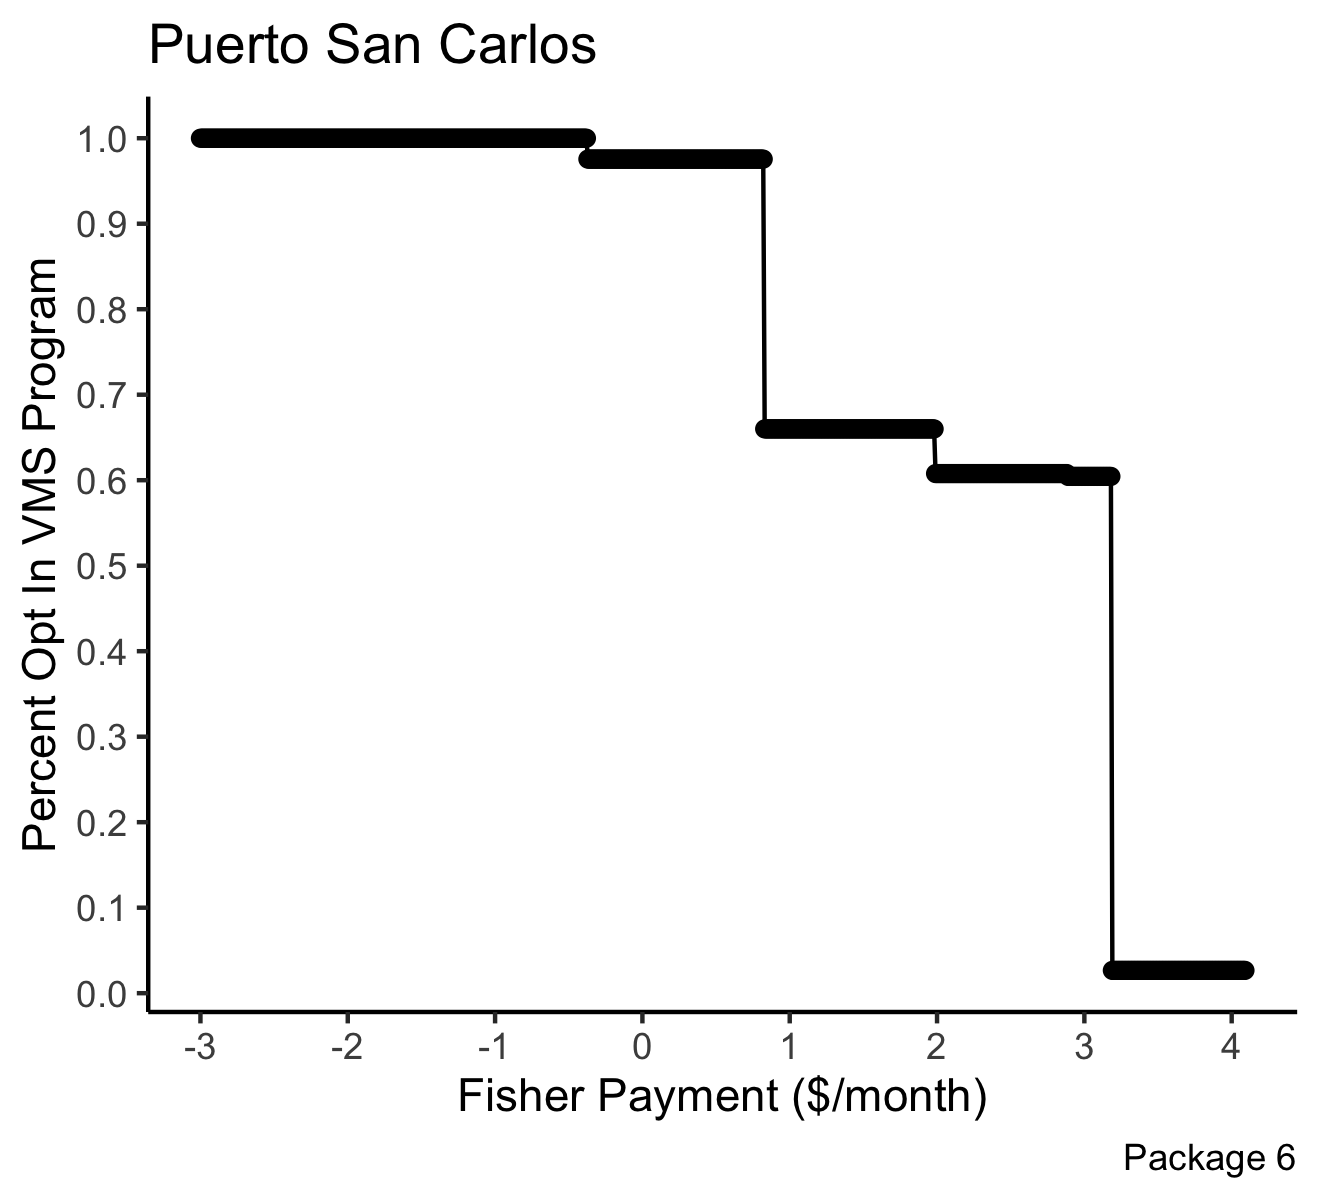 Puerto San Carlos
Percent Opt In VMS Program
1.0
0.9
0.8
0.7
0.6
0.5
0.4
0.3
0.2
0.1
0.0
-3 -2 -1 0 1 2 3 4
Fisher Payment ($/month)
Package 6